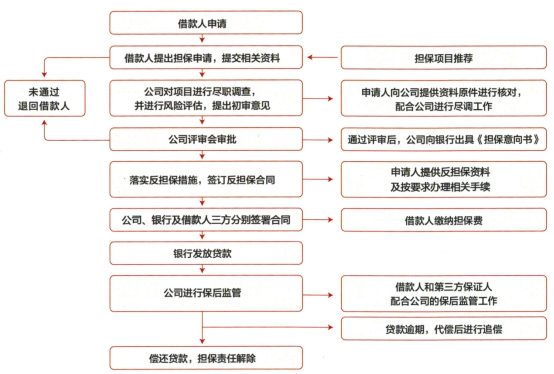 借款人申请
借款人提出担保申请，提交相关资料
担保项目推荐
未通过
退回借款人
公司对项目进行尽职调查，
并进行风险评估，提出初审意见
申请人向公司提供资料原件进行核对，
配合公司进行尽调工作
公司评审会审批
通过评审后，公司向银行出具《担保意向书》
落实反担保措施，签订反担保合同
申请人提供反担保资料
及按要求办理相关手续
公司、银行及借款人三方分别签署合同
借款人缴纳担保费
银行发放贷款
公司进行保后监管
借款人和第三方保证人
配合公司的保后监管工作
贷款逾期，代偿后进行追偿
偿还贷款，担保责任解除